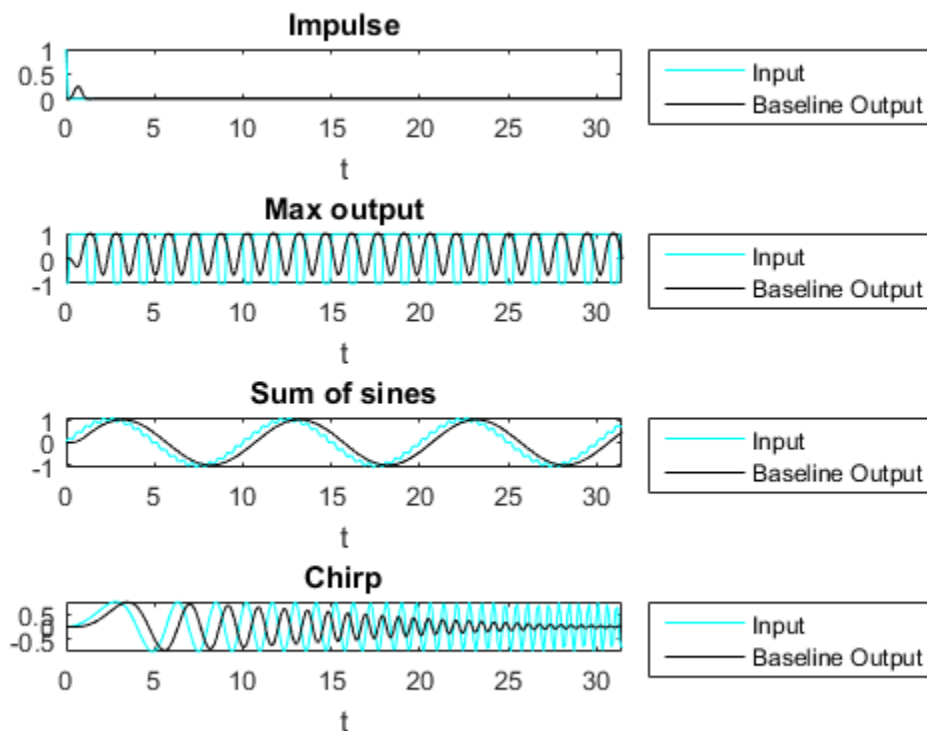 Impulse
1
0.5
0
0 5 10 15 20 25 30
t
Input
Baseline Output
Max output
1
0
-1
0 5 10 15 20 25 30
t
Input
Baseline Output
Sum of sines
1
0
-1
0 5 10 15 20 25 30
t
Input
Baseline Output
Chirp
0.5
0
-0.5
0 5 10 15 20 25 30
t
Input
Baseline Output